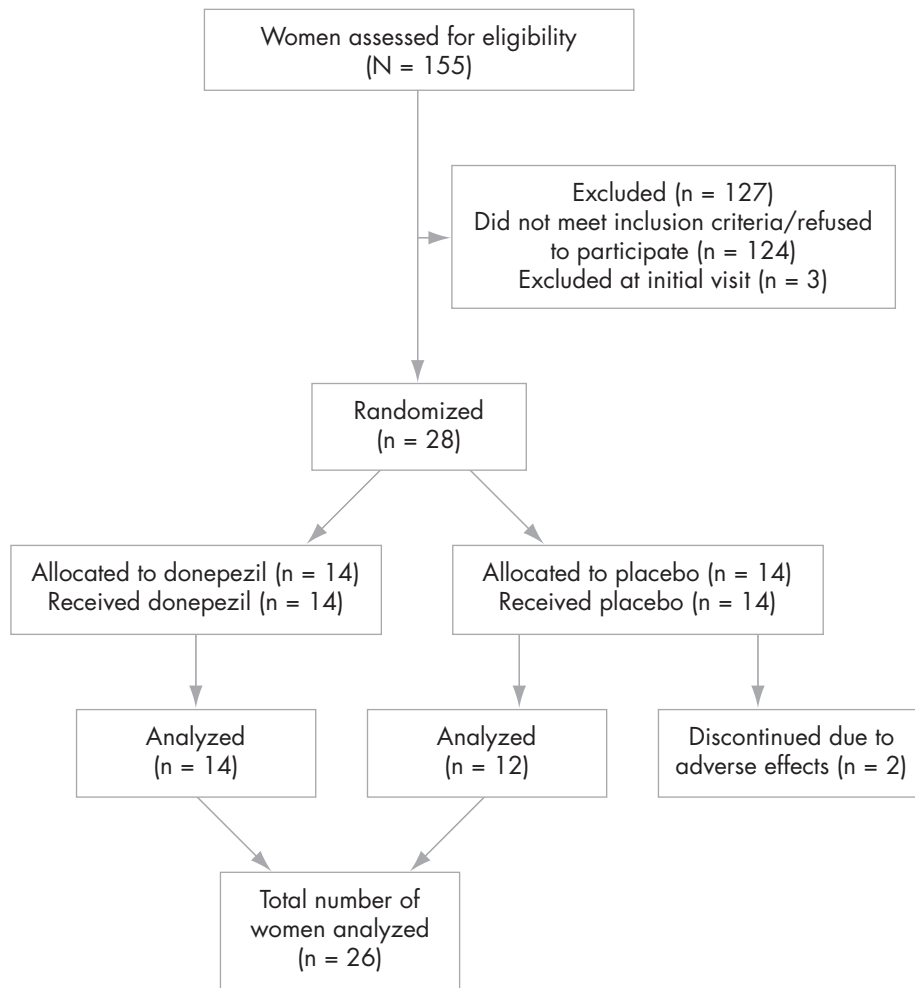 Women assessed for eligibility
(N = 155)
Excluded (n = 127)
Did not meet inclusion criteria/refused
to participate (n = 124)
Excluded at initial visit (n = 3)
Randomized
(n = 28)
Allocated to donepezil (n = 14)
Received donepezil (n = 14)
Allocated to placebo (n = 14)
Received placebo (n = 14)
Analyzed
(n = 14)
Analyzed
(n = 12)
Discontinued due to
adverse effects (n = 2)
Total number of
women analyzed
(n = 26)